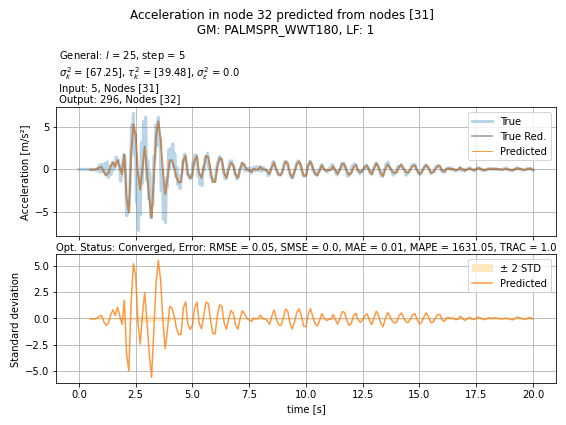 Acceleration in node 32 predicted from nodes [31]
GM: PALMSPR_WWT180, LF: 1
General: l = 25, step = 5
σ²ₖ = [67.25], τ²ₖ = [39.48], σ²ε = 0.0
Input: 5, Nodes [31]
Output: 296, Nodes [32]
Acceleration [m/s²]
5
0
−5
True
True Red.
Predicted
Opt. Status: Converged, Error: RMSE = 0.05, SMSE = 0.0, MAE = 0.01, MAPE = 1631.05, TRAC = 1.0
Standard deviation
5.0
2.5
0.0
−2.5
−5.0
± 2 STD
Predicted
0.0 2.5 5.0 7.5 10.0 12.5 15.0 17.5 20.0
time [s]